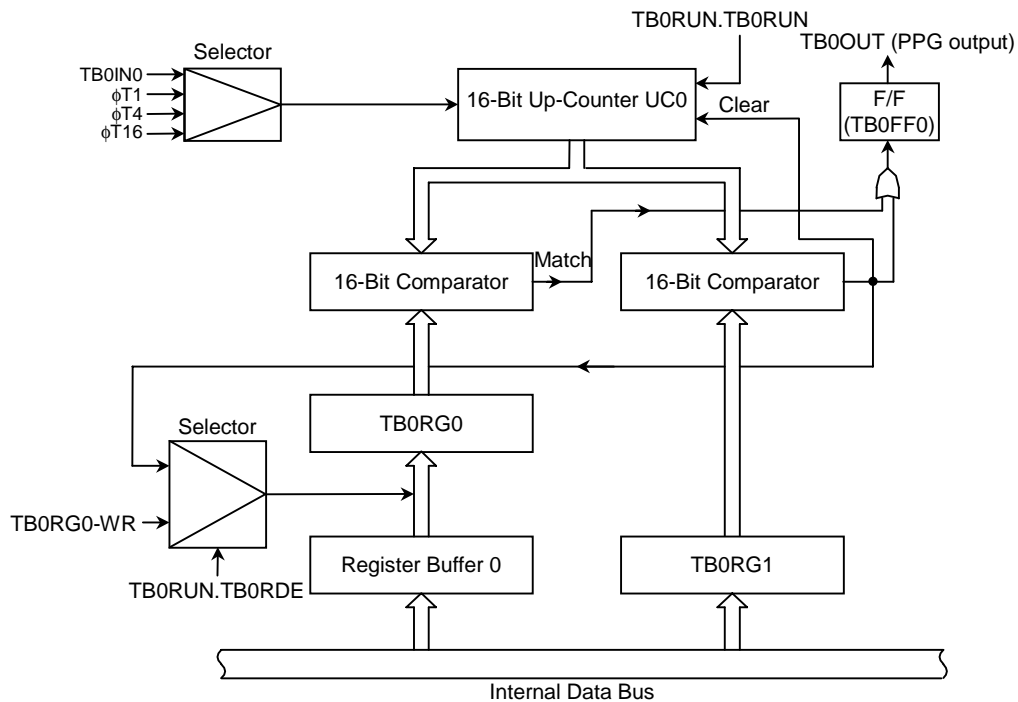 TB0RUN.TB0RUN
TB0OUT (PPG output)
Selector
TB0IN0
φT1
φT4
φT16
16-Bit Up-Counter UC0
Clear
F/F
(TB0FF0)
16-Bit Comparator
Match
16-Bit Comparator
TB0RG0
Selector
TB0RG0-WR
TB0RUN.TB0RDE
Register Buffer 0
TB0RG1
Internal Data Bus